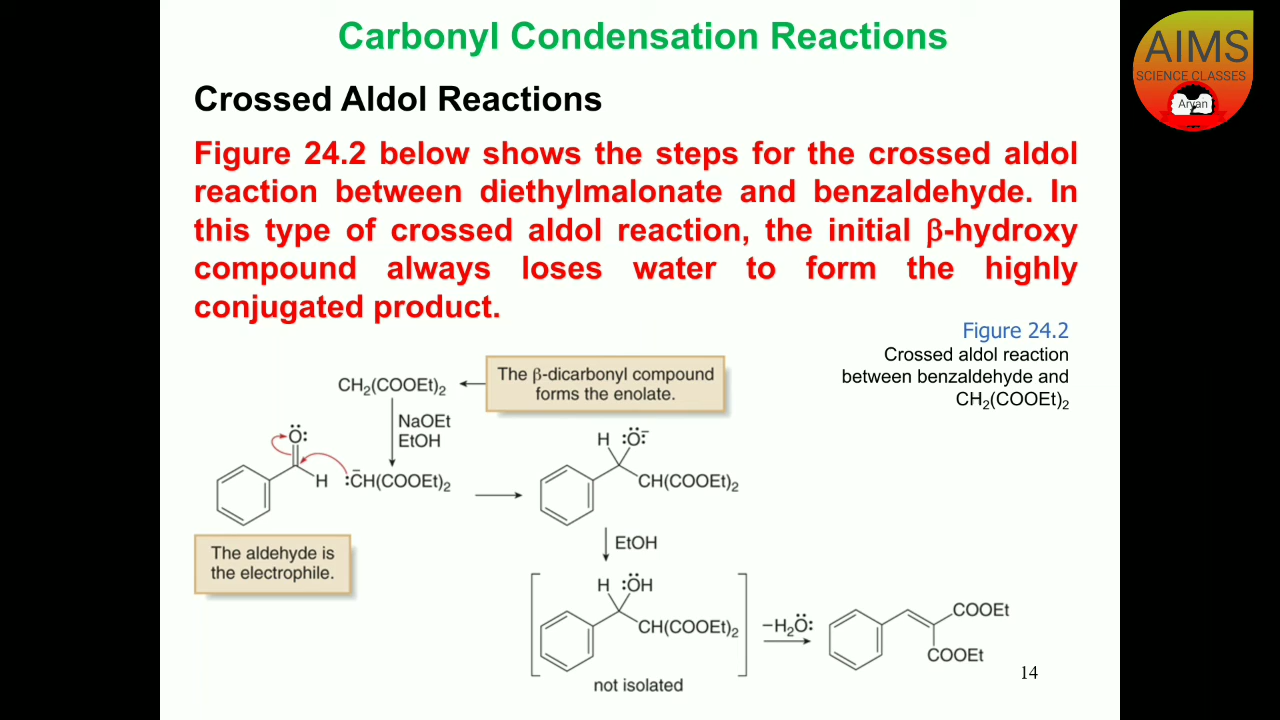 Carbonyl Condensation Reactions
AIMS
SCIENCE CLASSES
Aryan
Crossed Aldol Reactions
Figure 24.2 below shows the steps for the crossed aldol
reaction between diethylmalonate and benzaldehyde. In
this type of crossed aldol reaction, the initial β-hydroxy
compound always loses water to form the highly
conjugated product.
Figure 24.2
Crossed aldol reaction
between benzaldehyde and
CH₂(COOEt)₂
CH₂(COOEt)₂
The β-dicarbonyl compound
forms the enolate.
NaOEt
EtOH
Ö:
H
:C̄H(COOEt)₂
H :Ö:⁻
CH(COOEt)₂
The aldehyde is
the electrophile.
EtOH
H :ÖH
CH(COOEt)₂
not isolated
−H₂Ö:
COOEt
COOEt
14